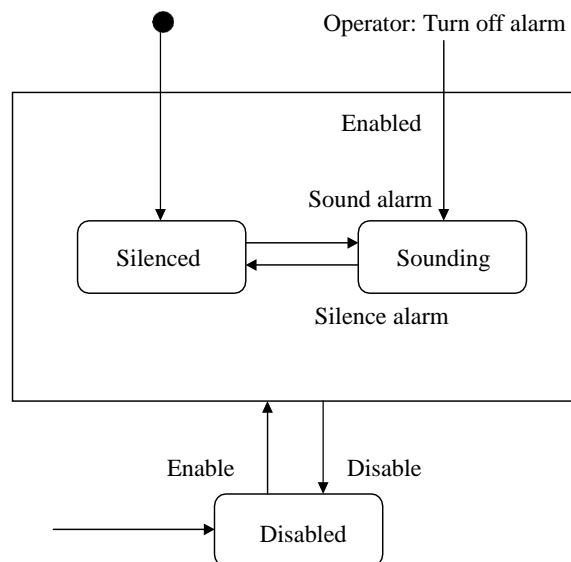 Operator: Turn off alarm
Enabled
Sound alarm
Silenced
Sounding
Silence alarm
Enable
Disable
Disabled